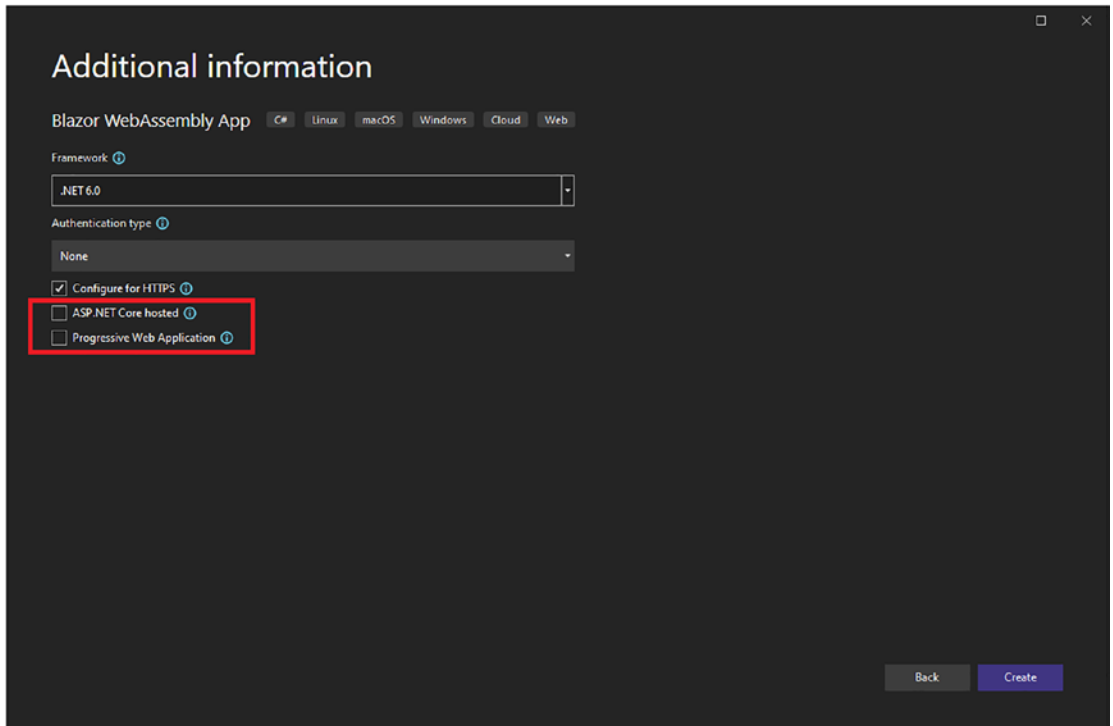 Additional information
Blazor WebAssembly App C# Linux macOS Windows Cloud Web
Framework
.NET 6.0
Authentication type
None
Configure for HTTPS
ASP.NET Core hosted
Progressive Web Application
Back Create